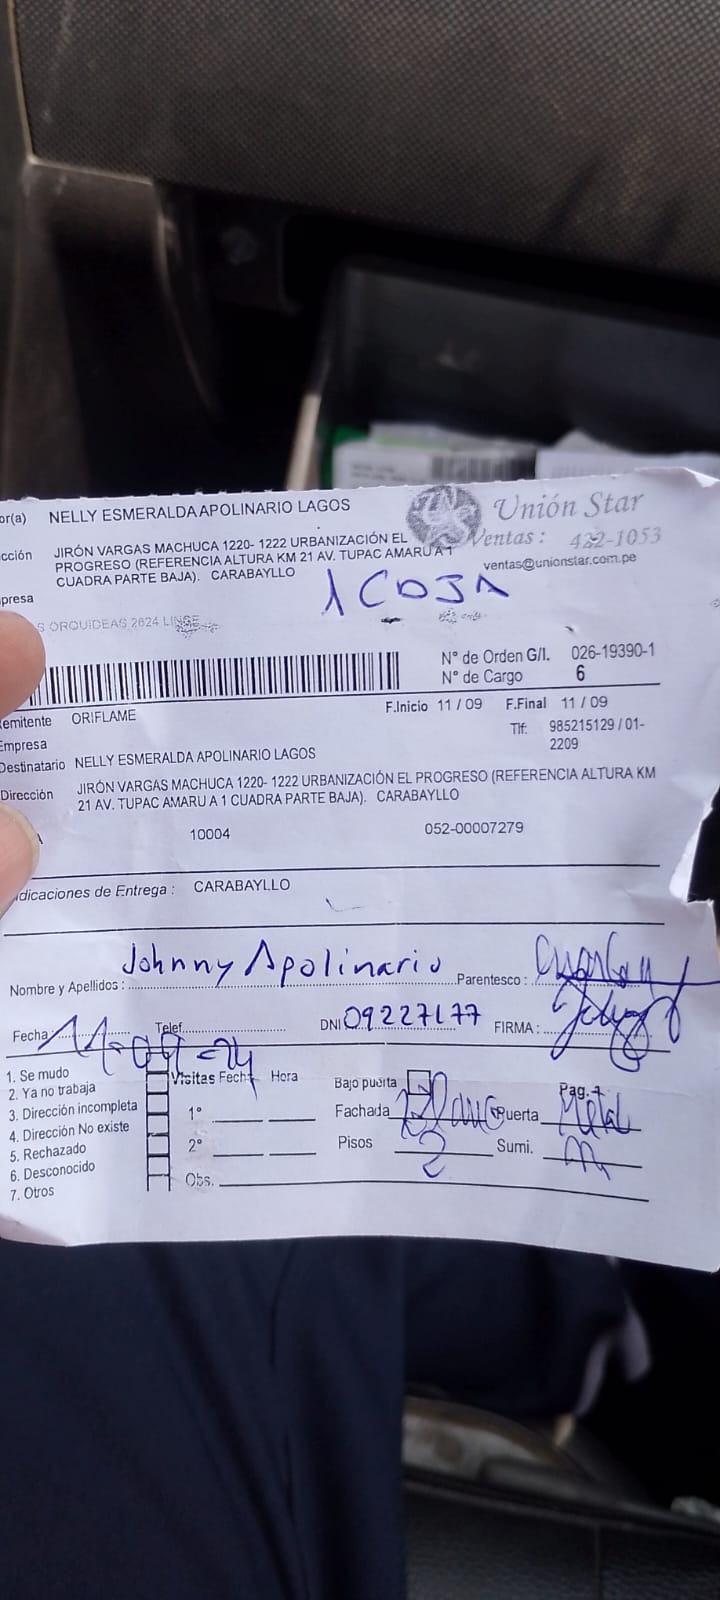 or(a) NELLY ESMERALDA APOLINARIO LAGOS
Unión Star
cción JIRÓN VARGAS MACHUCA 1220- 1222 URBANIZACIÓN EL
PROGRESO (REFERENCIA ALTURA KM 21 AV. TUPAC AMARU A 1
CUADRA PARTE BAJA). CARABAYLLO
Ventas: 422-1053
ventas@unionstar.com.pe
presa
1 CAJA
S ORQUIDEAS 2624 LINCE
N° de Orden G/I. 026-19390-1
N° de Cargo 6
emitente ORIFLAME
F.Inicio 11 / 09 F.Final 11 / 09
Empresa
Tlf: 985215129 / 01-
2209
Destinatario NELLY ESMERALDA APOLINARIO LAGOS
Dirección JIRÓN VARGAS MACHUCA 1220- 1222 URBANIZACIÓN EL PROGRESO (REFERENCIA ALTURA KM
21 AV. TUPAC AMARU A 1 CUADRA PARTE BAJA). CARABAYLLO
10004 052-00007279
dicaciones de Entrega : CARABAYLLO
Nombre y Apellidos : Johnny Apolinario Parentesco :
Fecha : 11-09-24 Telef. DNI 09227177 FIRMA :
1. Se mudo
2. Ya no trabaja
3. Dirección incompleta
4. Dirección No existe
5. Rechazado
6. Desconocido
7. Otros
Visitas Fecha Hora
1°
2°
Obs.
Bajo puerta Pag. 1
Fachada Puerta Metal
Pisos 2 Sumi.